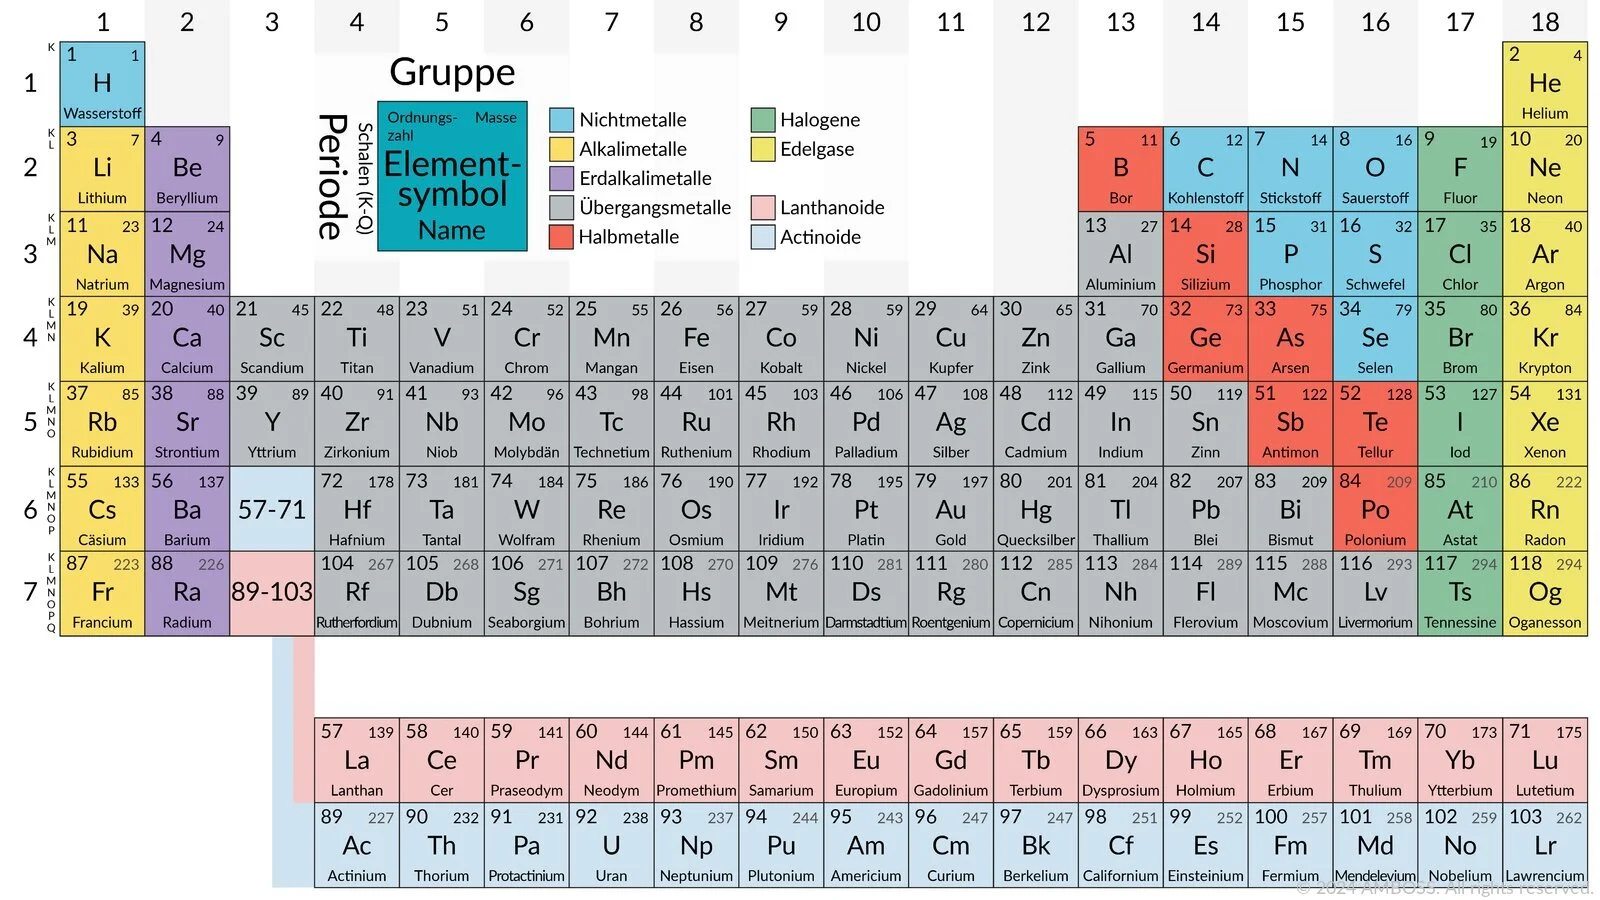 1 2 3 4 5 6 7 8 9 10 11 12 13 14 15 16 17 18
K
1
1 1
H
Wasserstoff
2 4
He
Helium
Gruppe
Periode
Schalen (K-Q)
Ordnungs-
zahl
Masse
Element-
symbol
Name
Nichtmetalle
Alkalimetalle
Erdalkalimetalle
Übergangsmetalle
Halbmetalle
Halogene
Edelgase
Lanthanoide
Actinoide
K
L
2
3 7 4 9 5 11 6 12 7 14 8 16 9 19 10 20
Li Be B C N O F Ne
Lithium Beryllium Bor Kohlenstoff Stickstoff Sauerstoff Fluor Neon
K
L
M
3
11 23 12 24 13 27 14 28 15 31 16 32 17 35 18 40
Na Mg Al Si P S Cl Ar
Natrium Magnesium Aluminium Silizium Phosphor Schwefel Chlor Argon
K
L
M
N
4
19 39 20 40 21 45 22 48 23 51 24 52 25 55 26 56 27 59 28 59 29 64 30 65 31 70 32 73 33 75 34 79 35 80 36 84
K Ca Sc Ti V Cr Mn Fe Co Ni Cu Zn Ga Ge As Se Br Kr
Kalium Calcium Scandium Titan Vanadium Chrom Mangan Eisen Kobalt Nickel Kupfer Zink Gallium Germanium Arsen Selen Brom Krypton
K
L
M
N
O
5
37 85 38 88 39 89 40 91 41 93 42 96 43 98 44 101 45 103 46 106 47 108 48 112 49 115 50 119 51 122 52 128 53 127 54 131
Rb Sr Y Zr Nb Mo Tc Ru Rh Pd Ag Cd In Sn Sb Te I Xe
Rubidium Strontium Yttrium Zirkonium Niob Molybdän Technetium Ruthenium Rhodium Palladium Silber Cadmium Indium Zinn Antimon Tellur Iod Xenon
K
L
M
N
O
P
6
55 133 56 137 72 178 73 181 74 184 75 186 76 190 77 192 78 195 79 197 80 201 81 204 82 207 83 209 84 209 85 210 86 222
Cs Ba 57-71 Hf Ta W Re Os Ir Pt Au Hg Tl Pb Bi Po At Rn
Cäsium Barium Hafnium Tantal Wolfram Rhenium Osmium Iridium Platin Gold Quecksilber Thallium Blei Bismut Polonium Astat Radon
K
L
M
N
O
P
Q
7
87 223 88 226 104 267 105 268 106 271 107 272 108 270 109 276 110 281 111 280 112 285 113 284 114 289 115 288 116 293 117 294 118 294
Fr Ra 89-103 Rf Db Sg Bh Hs Mt Ds Rg Cn Nh Fl Mc Lv Ts Og
Francium Radium Rutherfordium Dubnium Seaborgium Bohrium Hassium Meitnerium Darmstadtium Roentgenium Copernicium Nihonium Flerovium Moscovium Livermorium Tennessine Oganesson
57 139 58 140 59 141 60 144 61 145 62 150 63 152 64 157 65 159 66 163 67 165 68 167 69 169 70 173 71 175
La Ce Pr Nd Pm Sm Eu Gd Tb Dy Ho Er Tm Yb Lu
Lanthan Cer Praseodym Neodym Promethium Samarium Europium Gadolinium Terbium Dysprosium Holmium Erbium Thulium Ytterbium Lutetium
89 227 90 232 91 231 92 238 93 237 94 244 95 243 96 247 97 247 98 251 99 252 100 257 101 258 102 259 103 262
Ac Th Pa U Np Pu Am Cm Bk Cf Es Fm Md No Lr
Actinium Thorium Protactinium Uran Neptunium Plutonium Americium Curium Berkelium Californium Einsteinium Fermium Mendelevium Nobelium Lawrencium
© 2024 AMBOSS. All rights reserved.